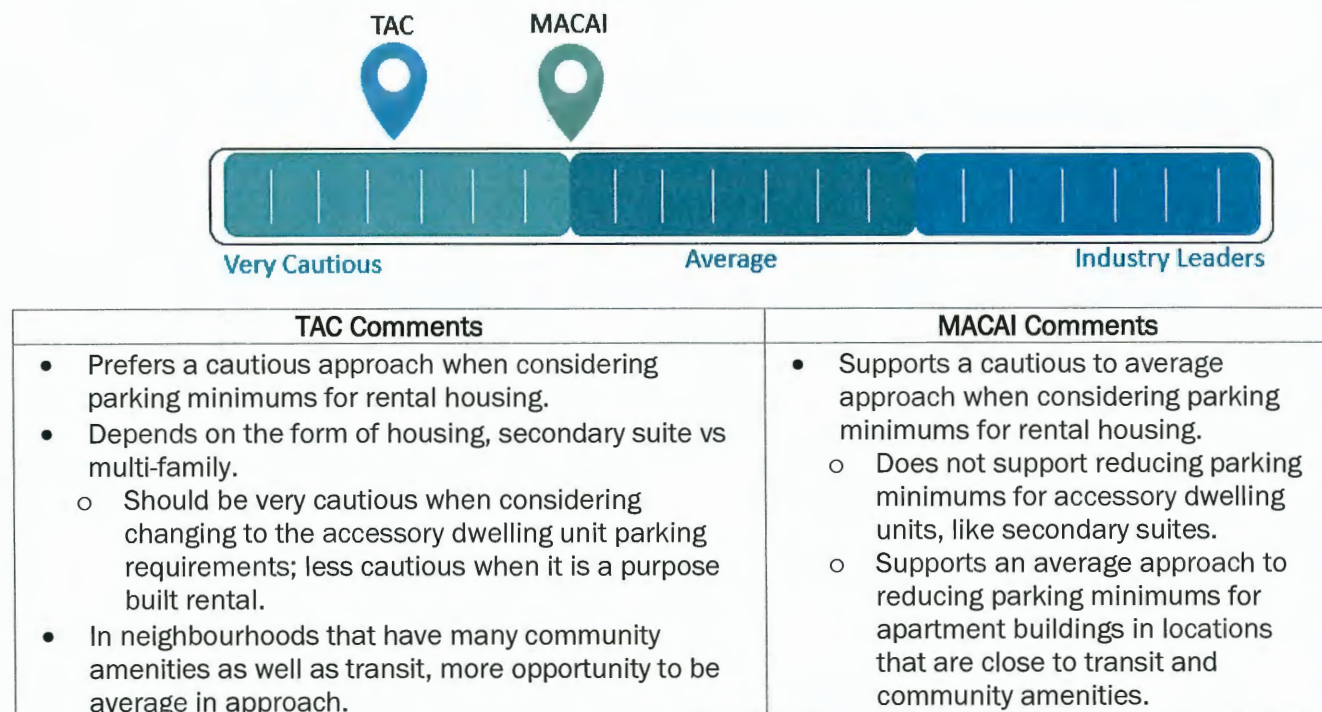 TAC
MACAI
Very Cautious
Average
Industry Leaders
TAC Comments
• Prefers a cautious approach when considering
parking minimums for rental housing.
• Depends on the form of housing, secondary suite vs
multi-family.
o Should be very cautious when considering
changing to the accessory dwelling unit parking
requirements; less cautious when it is a purpose
built rental.
• In neighbourhoods that have many community
amenities as well as transit, more opportunity to be
average in approach.
MACAI Comments
• Supports a cautious to average
approach when considering parking
minimums for rental housing.
o Does not support reducing parking
minimums for accessory dwelling
units, like secondary suites.
o Supports an average approach to
reducing parking minimums for
apartment buildings in locations
that are close to transit and
community amenities.